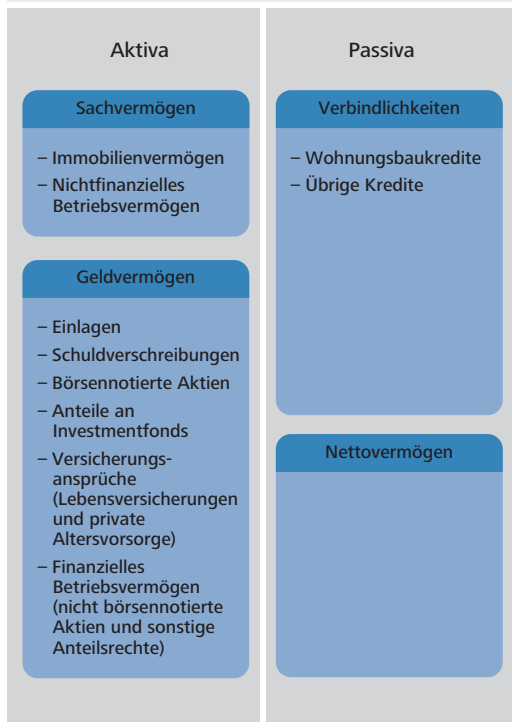 Aktiva
Sachvermögen
– Immobilienvermögen
– Nichtfinanzielles
Betriebsvermögen
Geldvermögen
– Einlagen
– Schuldverschreibungen
– Börsennotierte Aktien
– Anteile an
Investmentfonds
– Versicherungs-
ansprüche
(Lebensversicherungen
und private
Altersvorsorge)
– Finanzielles
Betriebsvermögen
(nicht börsennotierte
Aktien und sonstige
Anteilsrechte)
Passiva
Verbindlichkeiten
– Wohnungsbaukredite
– Übrige Kredite
Nettovermögen